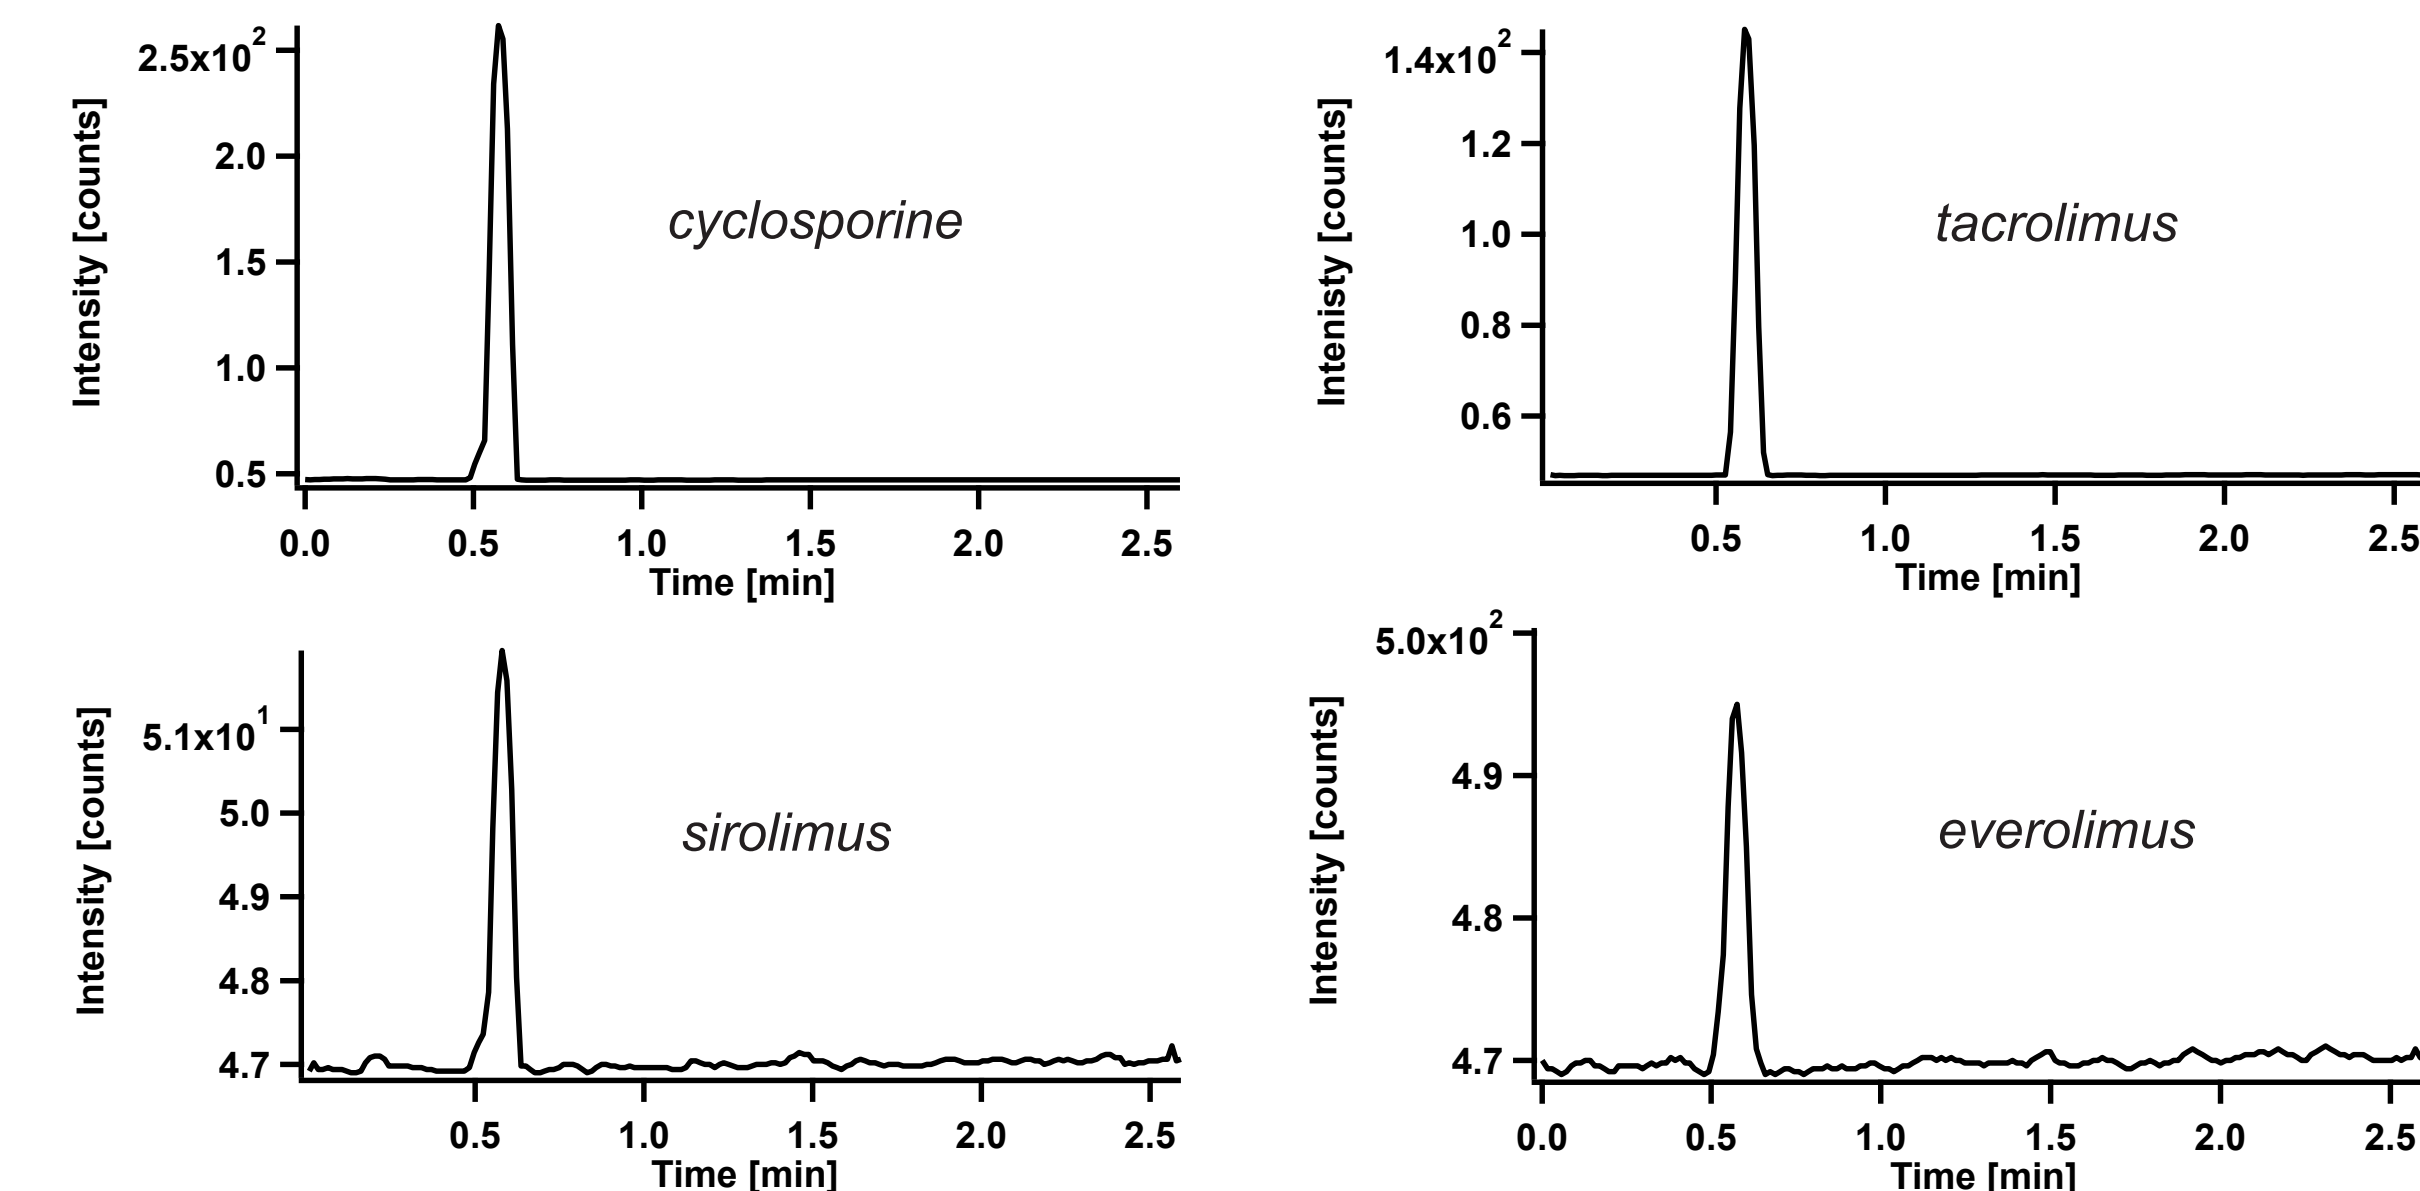 2.5x10²
2.0
1.5
1.0
0.5
Intensity [counts]
cyclosporine
0.0 0.5 1.0 1.5 2.0 2.5
Time [min]
1.4x10²
1.2
1.0
0.8
0.6
Intenisty [counts]
tacrolimus
0.5 1.0 1.5 2.0 2.5
Time [min]
5.1x10¹
5.0
4.9
4.8
4.7
Intensity [counts]
sirolimus
0.5 1.0 1.5 2.0 2.5
Time [min]
5.0x10²
4.9
4.8
4.7
Intensity [counts]
everolimus
0.0 0.5 1.0 1.5 2.0 2.5
Time [min]